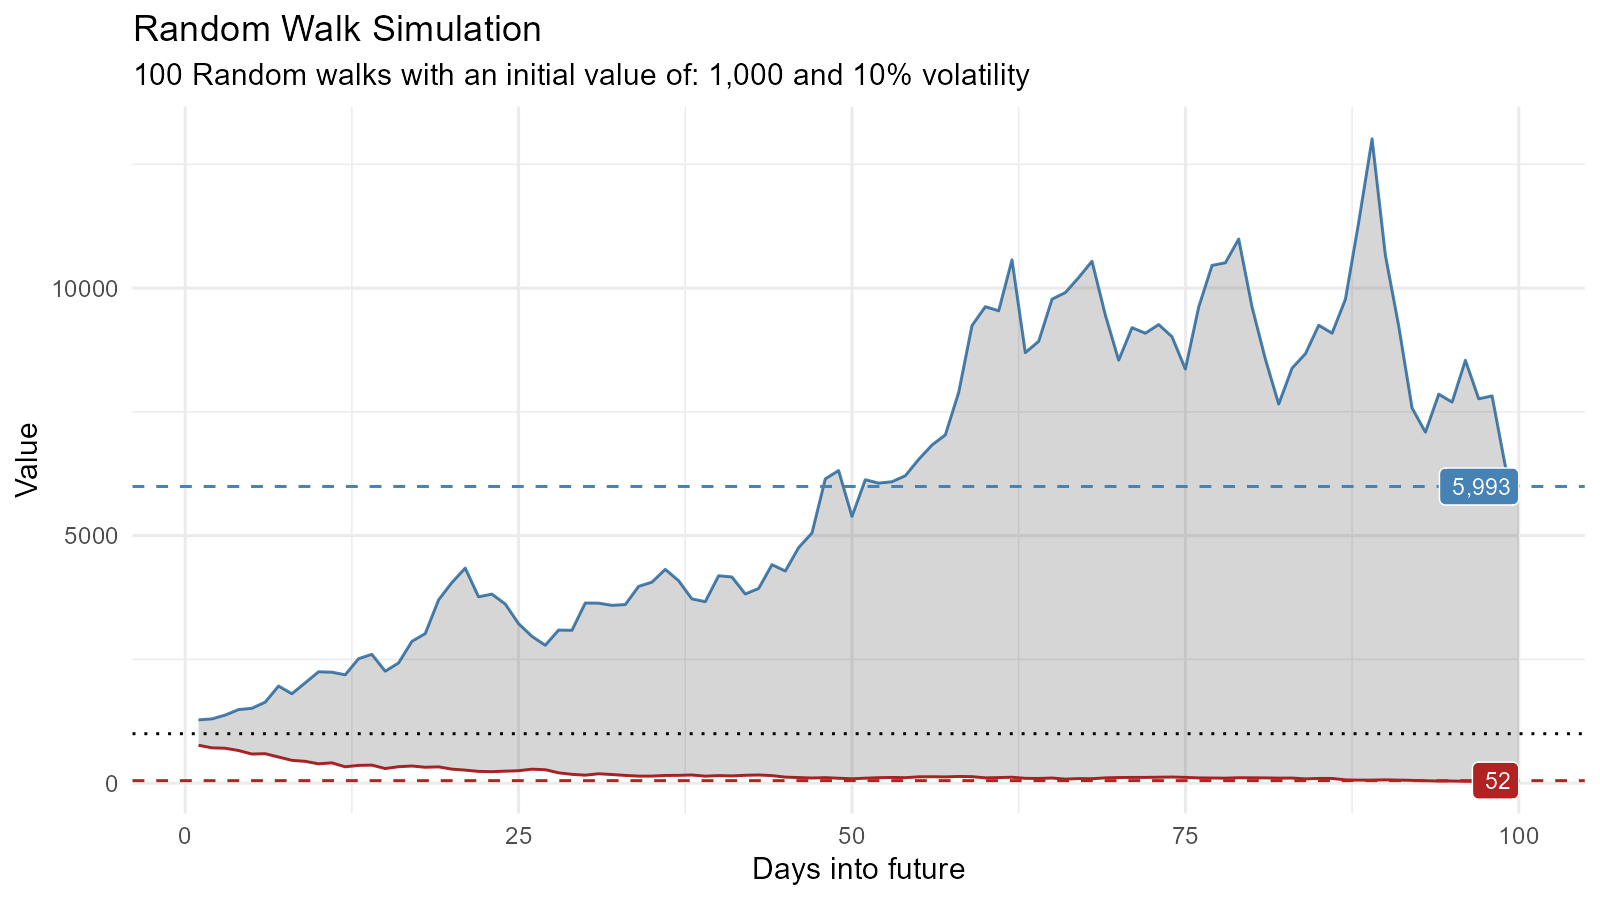 Random Walk Simulation
100 Random walks with an initial value of: 1,000 and 10% volatility
Value
10000
5000
0
5,993
52
0
25
50
75
100
Days into future